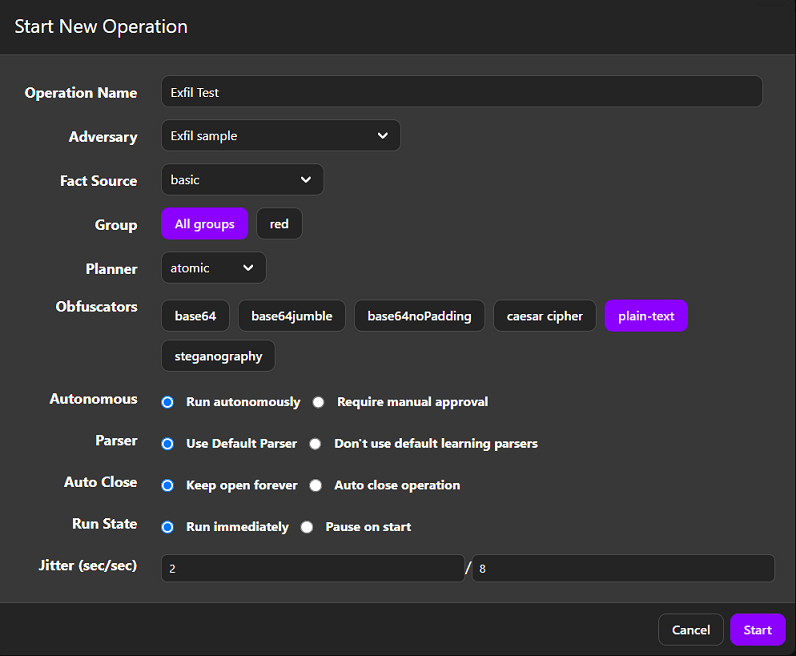 Start New Operation
Operation Name Exfil Test
Adversary Exfil sample
Fact Source basic
Group All groups red
Planner atomic
Obfuscators base64 base64jumble base64noPadding caesar cipher plain-text
steganography
Autonomous Run autonomously Require manual approval
Parser Use Default Parser Don't use default learning parsers
Auto Close Keep open forever Auto close operation
Run State Run immediately Pause on start
Jitter (sec/sec) 2 / 8
Cancel Start